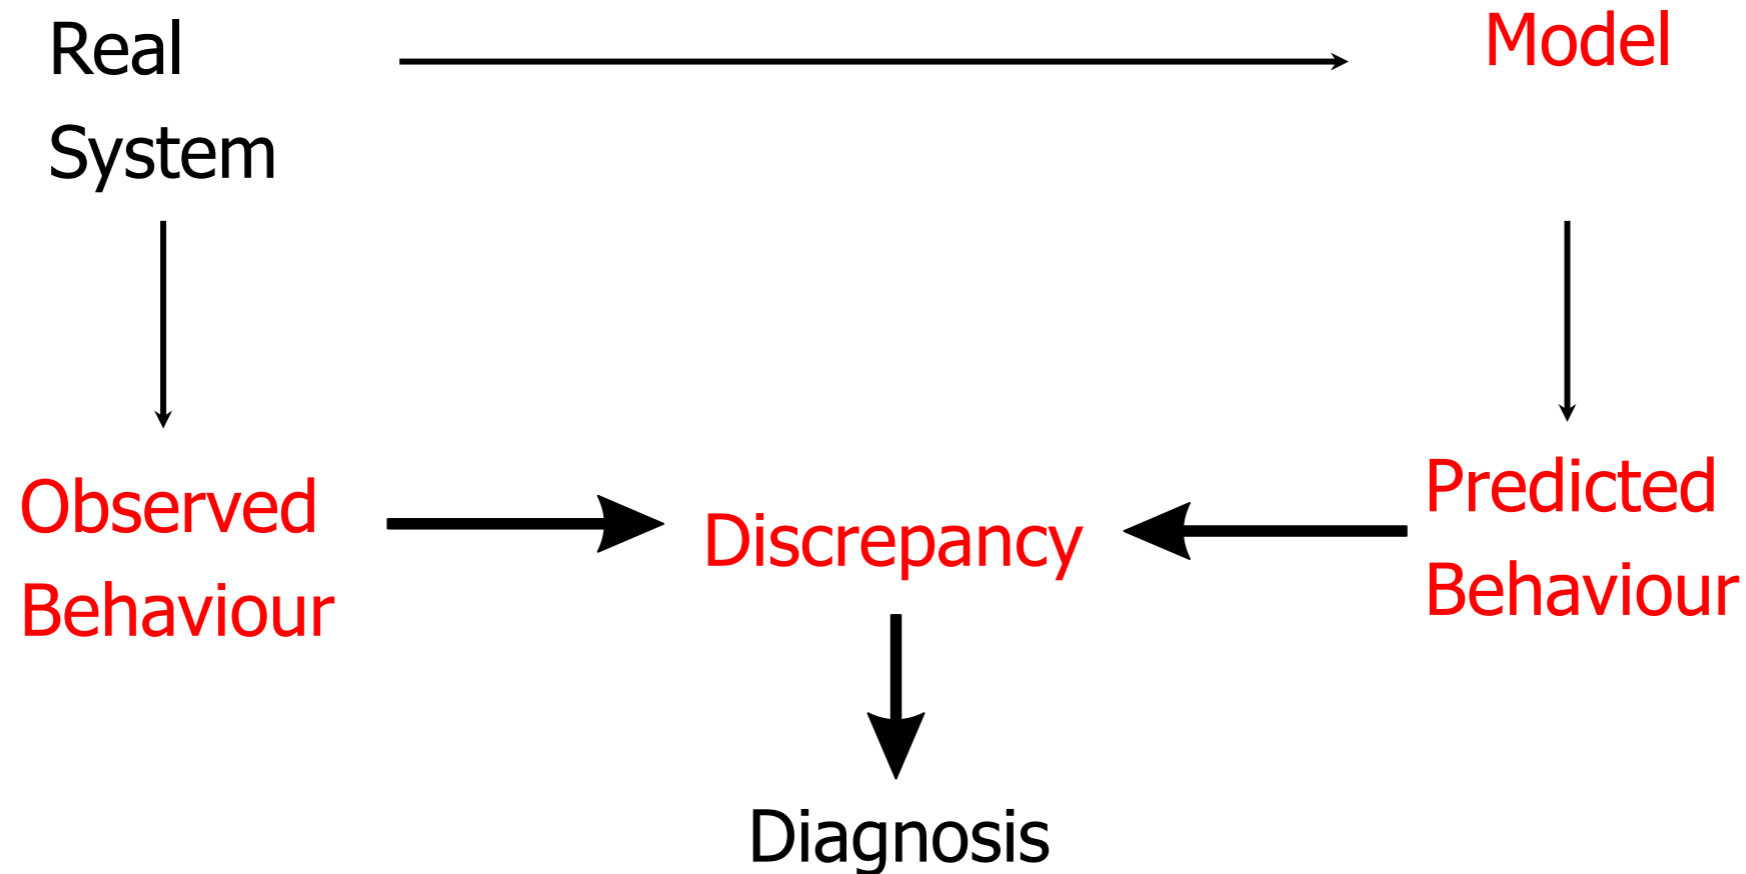 Real
System
Model
Observed
Behaviour
Discrepancy
Predicted
Behaviour
Diagnosis